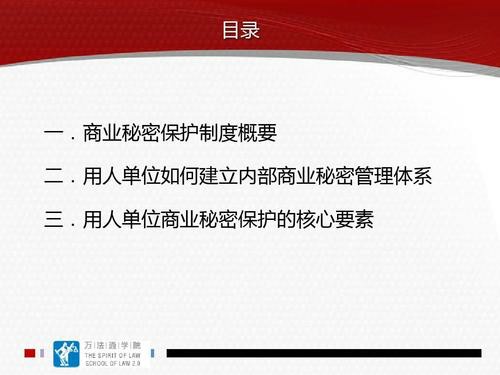 目录
一．商业秘密保护制度概要
二．用人单位如何建立内部商业秘密管理体系
三．用人单位商业秘密保护的核心要素
万法通学院
THE SPIRIT OF LAW
SCHOOL OF LAW 2.0